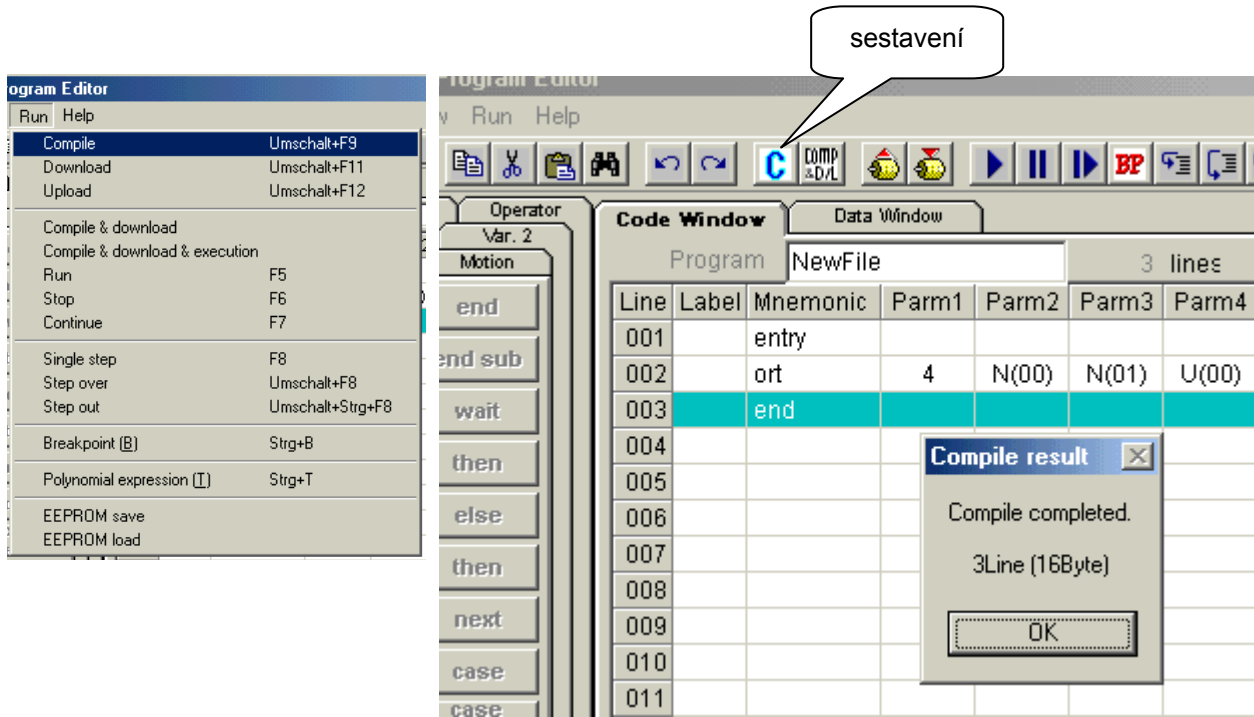 sestavení
ogram Editor
Run Help
Compile Umschalt+F9
Download Umschalt+F11
Upload Umschalt+F12
Compile & download
Compile & download & execution
Run F5
Stop F6
Continue F7
Single step F8
Step over Umschalt+F8
Step out Umschalt+Strg+F8
Breakpoint (B) Strg+B
Polynomial expression (T) Strg+T
EEPROM save
EEPROM load
rogram Editor
Run Help
C COMP &D/L BP
Operator
Var. 2
Motion
end
end sub
wait
then
else
then
next
case
case
Code Window Data Window
Program NewFile 3 lines
Line Label Mnemonic Parm1 Parm2 Parm3 Parm4
001 entry
002 ort 4 N(00) N(01) U(00)
003 end
004
005
006
007
008
009
010
011
Compile result
Compile completed.
3Line (16Byte)
OK